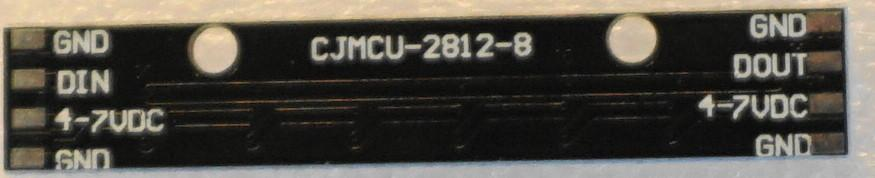 GND
DIN
4-7VDC
GND
CJMCU-2812-8
GND
DOUT
4-7VDC
GND